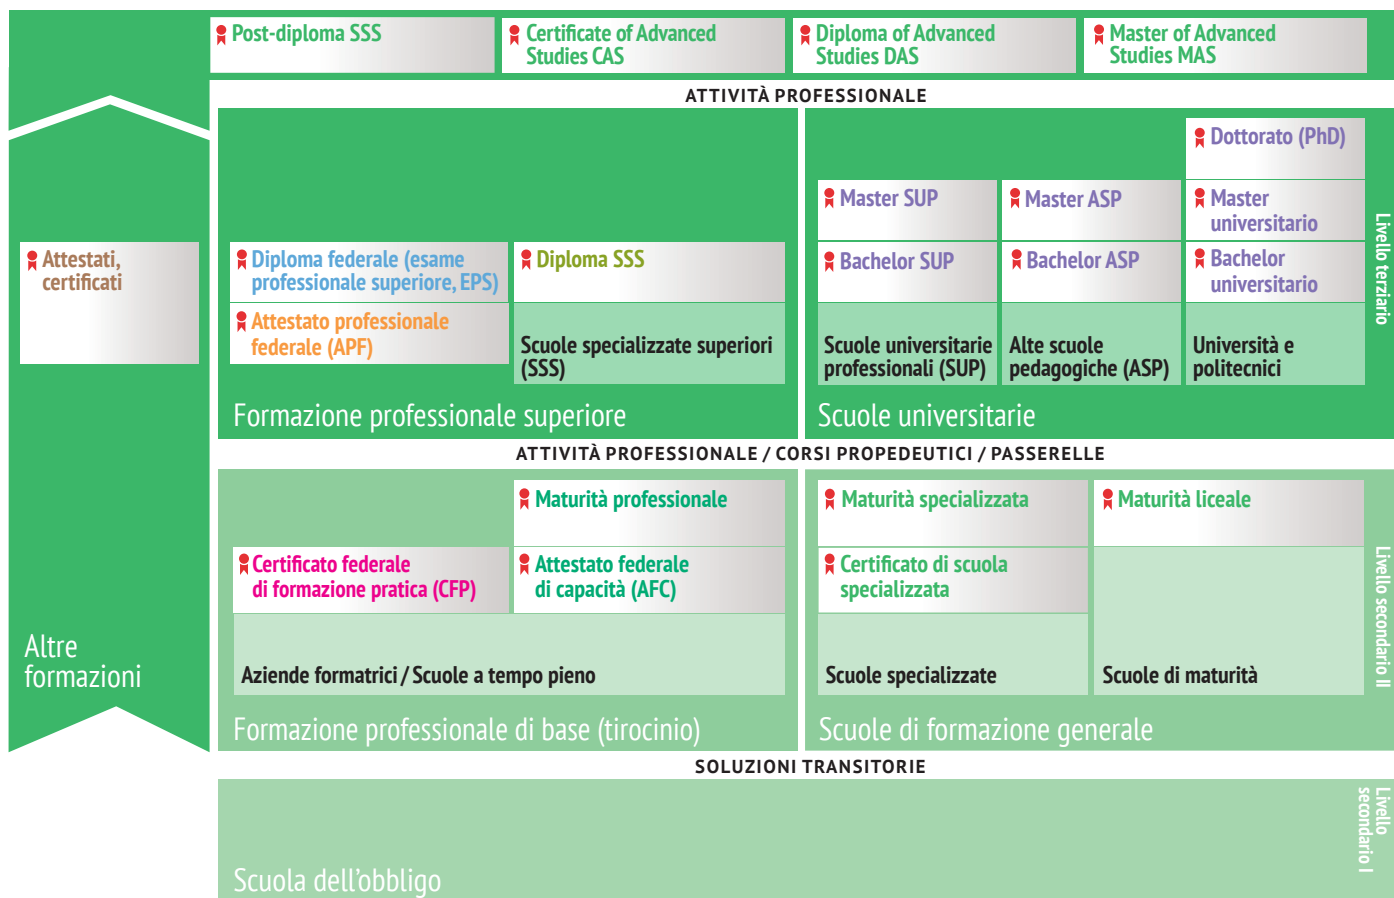 Post-diploma SSS
Certificate of Advanced
Studies CAS
Diploma of Advanced
Studies DAS
Master of Advanced
Studies MAS
ATTIVITÀ PROFESSIONALE
Dottorato (PhD)
Master SUP
Master ASP
Master
universitario
Attestati,
certificati
Diploma federale (esame
professionale superiore, EPS)
Diploma SSS
Bachelor SUP
Bachelor ASP
Bachelor
universitario
Attestato professionale
federale (APF)
Scuole specializzate superiori
(SSS)
Scuole universitarie
professionali (SUP)
Alte scuole
pedagogiche (ASP)
Università e
politecnici
Formazione professionale superiore
Scuole universitarie
Livello terziario
ATTIVITÀ PROFESSIONALE / CORSI PROPEDEUTICI / PASSERELLE
Maturità professionale
Maturità specializzata
Maturità liceale
Certificato federale
di formazione pratica (CFP)
Attestato federale
di capacità (AFC)
Certificato di scuola
specializzata
Altre
formazioni
Aziende formatrici / Scuole a tempo pieno
Scuole specializzate
Scuole di maturità
Formazione professionale di base (tirocinio)
Scuole di formazione generale
Livello secondario II
SOLUZIONI TRANSITORIE
Scuola dell'obbligo
Livello
secondario I